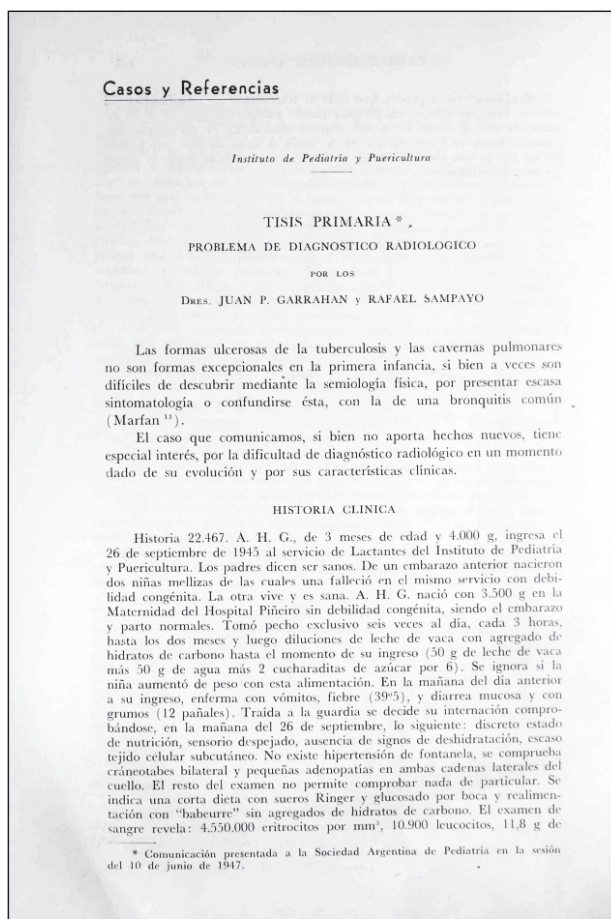 Casos y Referencias
Instituto de Pediatría y Puericultura
TISIS PRIMARIA *
PROBLEMA DE DIAGNOSTICO RADIOLOGICO
POR LOS
DRES. JUAN P. GARRAHAN y RAFAEL SAMPAYO
Las formas ulcerosas de la tuberculosis y las cavernas pulmonares
no son formas excepcionales en la primera infancia, si bien a veces son
difíciles de descubrir mediante la semiología física, por presentar escasa
sintomatología o confundirse ésta, con la de una bronquitis común
(Marfan ¹³).
El caso que comunicamos, si bien no aporta hechos nuevos, tiene
especial interés, por la dificultad de diagnóstico radiológico en un momento
dado de su evolución y por sus características clínicas.
HISTORIA CLINICA
Historia 22.467. A. H. G., de 3 meses de edad y 4.000 g, ingresa el
26 de septiembre de 1945 al servicio de Lactantes del Instituto de Pediatría
y Puericultura. Los padres dicen ser sanos. De un embarazo anterior nacieron
dos niñas mellizas de las cuales una falleció en el mismo servicio con debi-
lidad congénita. La otra vive y es sana. A. H. G. nació con 3.500 g en la
Maternidad del Hospital Piñeiro sin debilidad congénita, siendo el embarazo
y parto normales. Tomó pecho exclusivo seis veces al día, cada 3 horas,
hasta los dos meses y luego diluciones de leche de vaca con agregado de
hidratos de carbono hasta el momento de su ingreso (50 g de leche de vaca
más 50 g de agua más 2 cucharaditas de azúcar por 6). Se ignora si la
niña aumentó de peso con esta alimentación. En la mañana del día anterior
a su ingreso, enferma con vómitos, fiebre (39º5), y diarrea mucosa y con
grumos (12 pañales). Traída a la guardia se decide su internación compro-
bándose, en la mañana del 26 de septiembre, lo siguiente: discreto estado
de nutrición, sensorio despejado, ausencia de signos de deshidratación, escaso
tejido célular subcutáneo. No existe hipertensión de fontanela, se comprueba
cráneotabes bilateral y pequeñas adenopatías en ambas cadenas laterales del
cuello. El resto del examen no permite comprobar nada de particular. Se
indica una corta dieta con sueros Ringer y glucosado por boca y realimen-
tación con "babeurre" sin agregados de hidratos de carbono. El examen de
sangre revela: 4.550.000 eritrocitos por mm³, 10.900 leucocitos, 11,8 g de
* Comunicación presentada a la Sociedad Argentina de Pediatría en la sesión
del 10 de junio de 1947.